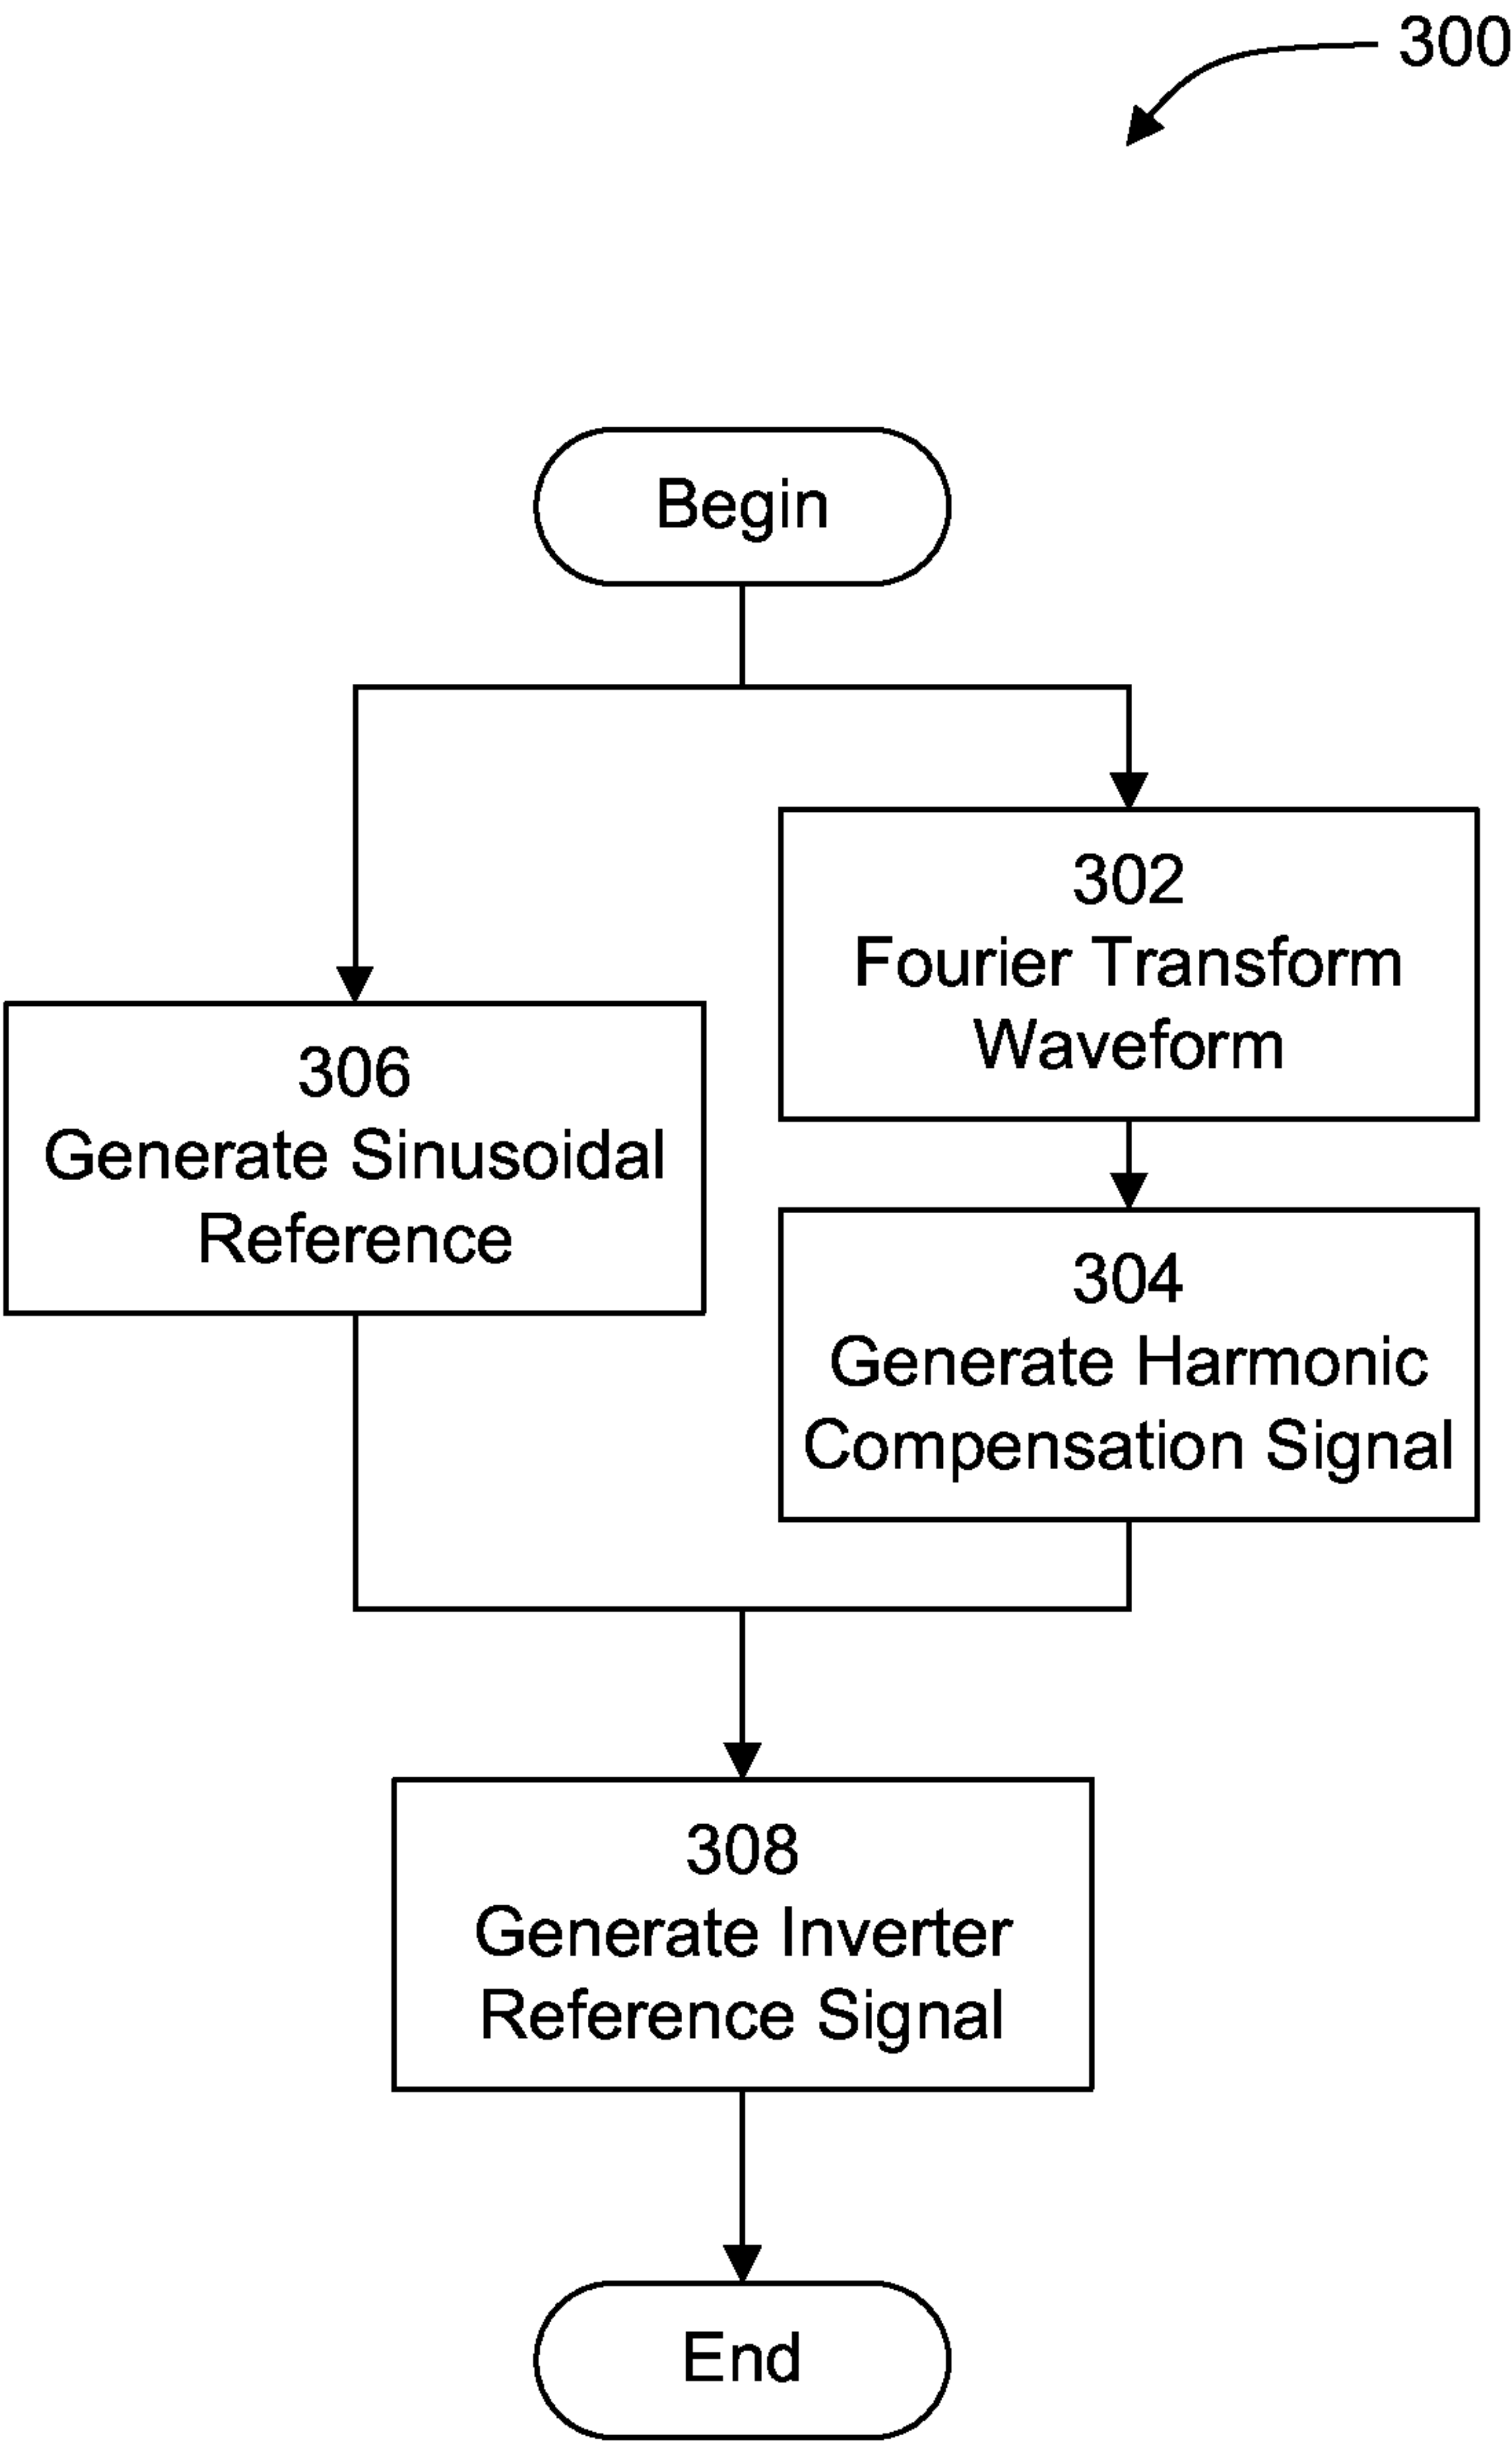 300
Begin
302
Fourier Transform
Waveform
306
Generate Sinusoidal
Reference
304
Generate Harmonic
Compensation Signal
308
Generate Inverter
Reference Signal
End